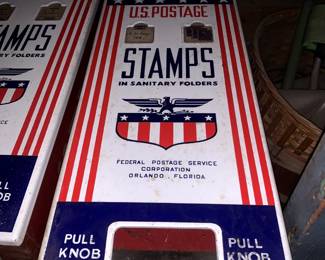 U.S. POSTAGE
STAMPS
IN SANITARY FOLDERS
FEDERAL POSTAGE SERVICE
CORPORATION
ORLANDO, FLORIDA
PULL
KNOB
PULL
KNOB
AMPS
FOLDERS
PULL
KNOB